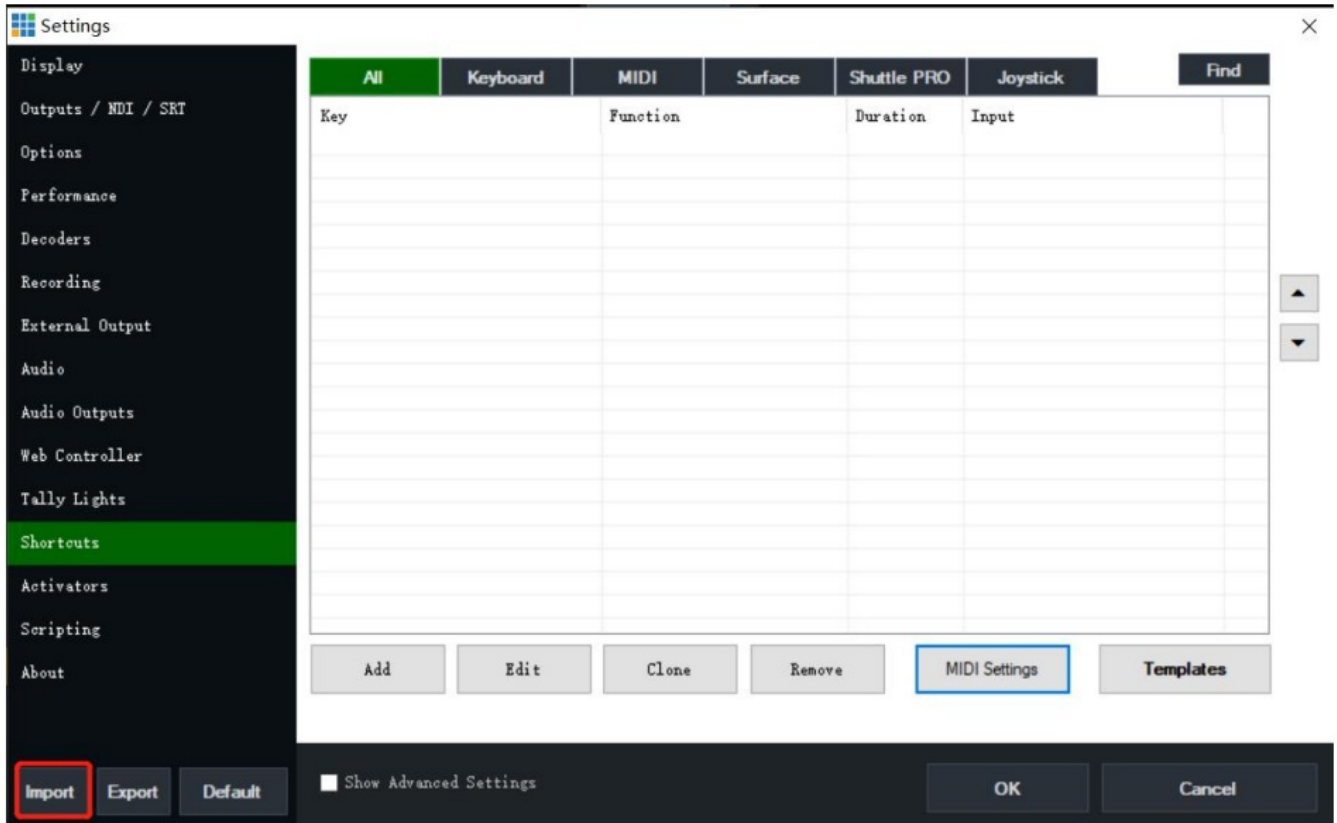 Settings
Display
Outputs / NDI / SRT
Options
Performance
Decoders
Recording
External Output
Audio
Audio Outputs
Web Controller
Tally Lights
Shortcuts
Activators
Scripting
About
Import Export Default
All Keyboard MIDI Surface Shuttle PRO Joystick Find
Key Function Duration Input
Add Edit Clone Remove MIDI Settings Templates
Show Advanced Settings OK Cancel